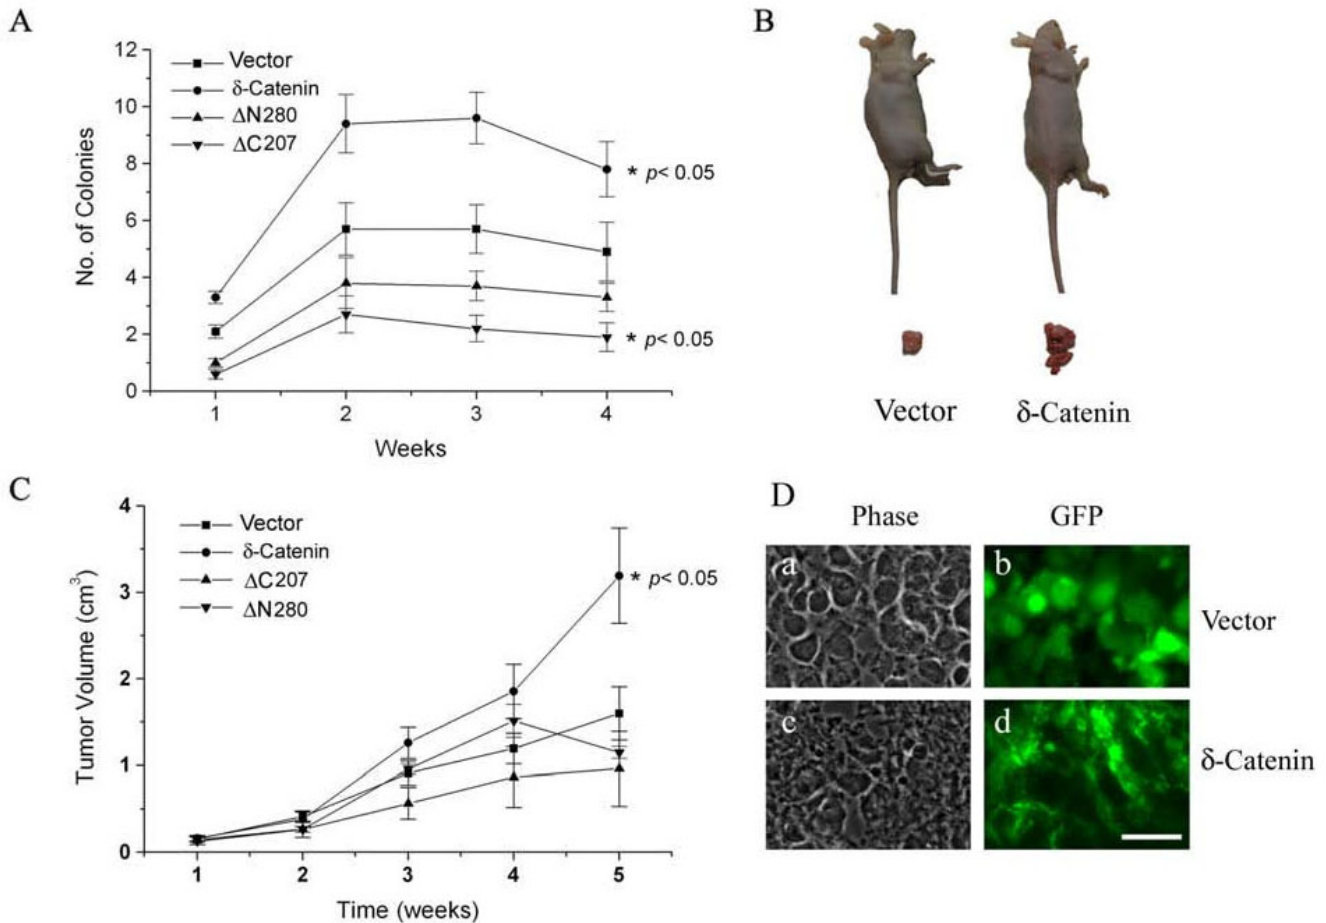 A
12
10
8
6
4
2
0
No. of Colonies
Vector
δ-Catenin
ΔN280
ΔC207
* p< 0.05
* p< 0.05
1 2 3 4
Weeks
B
Vector δ-Catenin
C
4
3
2
1
0
Tumor Volume (cm³)
Vector
δ-Catenin
ΔC207
ΔN280
* p< 0.05
1 2 3 4 5
Time (weeks)
D
Phase GFP
a b
Vector
c d
δ-Catenin